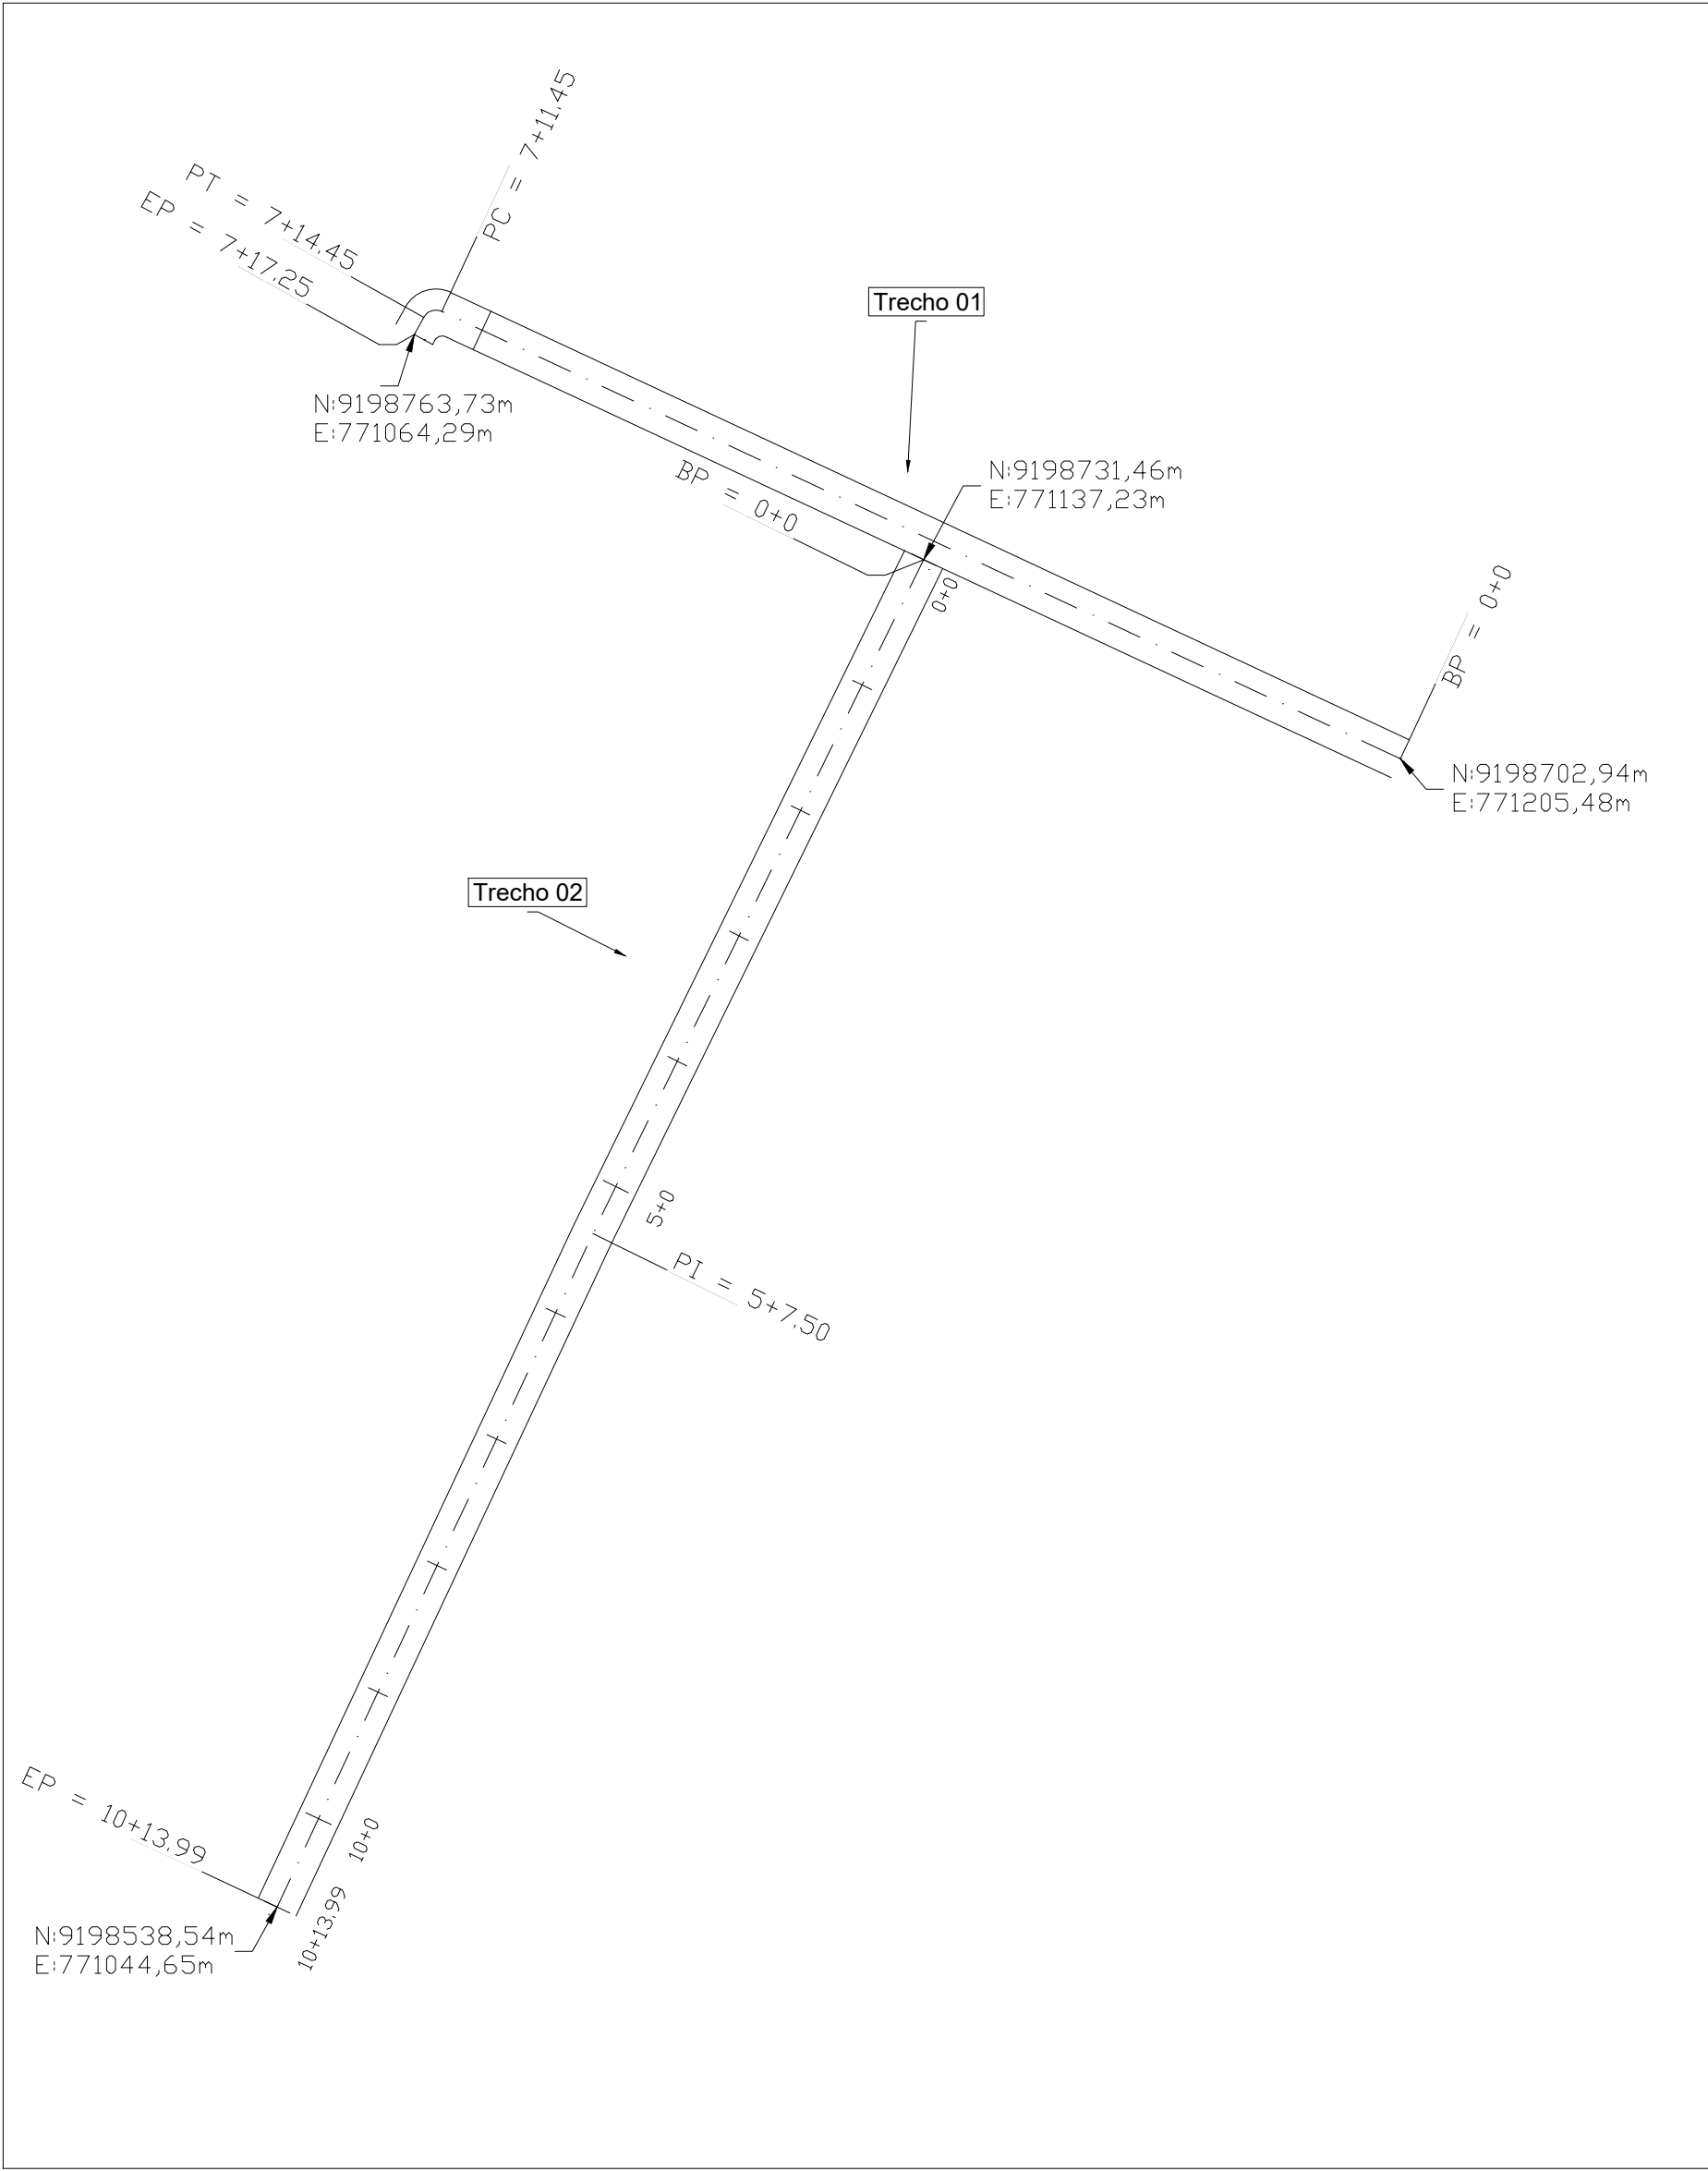 PC = 7+11.45
PT = 7+14.45
EP = 7+17.25
Trecho 01
N:9198763,73m
E:771064,29m
BP = 0+0
N:9198731,46m
E:771137,23m
0+0
BP = 0+0
N:9198702,94m
E:771205,48m
Trecho 02
5+0
PI = 5+7.50
EP = 10+13.99
10+0
10+13.99
N:9198538,54m
E:771044,65m